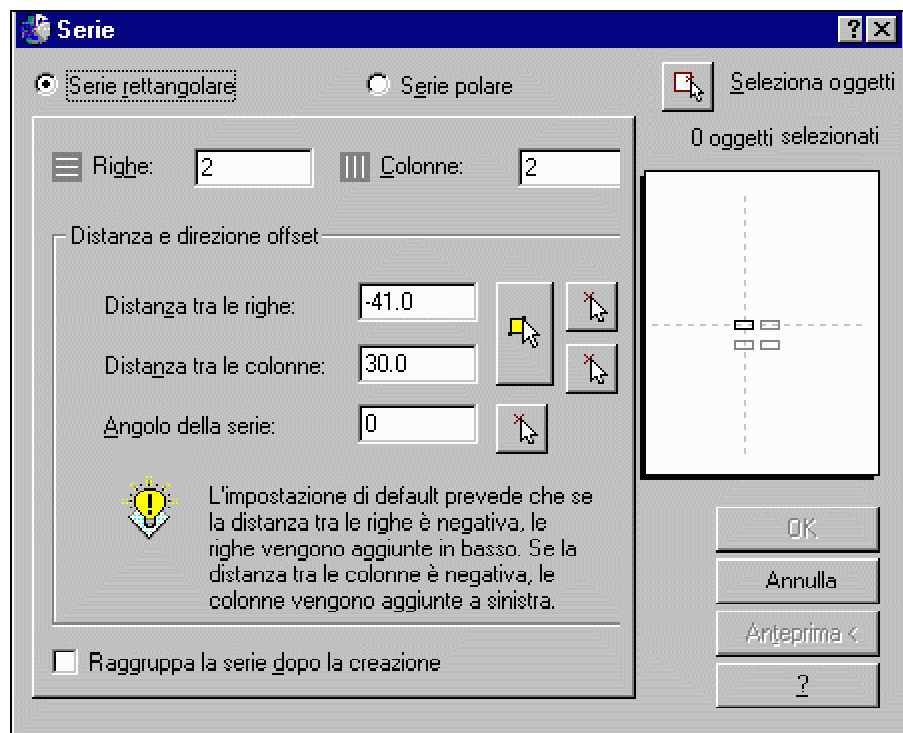 Serie
? ×
Serie rettangolare
Serie polare
Seleziona oggetti
0 oggetti selezionati
Righe: 2
Colonne: 2
Distanza e direzione offset
Distanza tra le righe: -41.0
Distanza tra le colonne: 30.0
Angolo della serie: 0
L'impostazione di default prevede che se
la distanza tra le righe è negativa, le
righe vengono aggiunte in basso. Se la
distanza tra le colonne è negativa, le
colonne vengono aggiunte a sinistra.
Raggruppa la serie dopo la creazione
OK
Annulla
Anteprima <
?